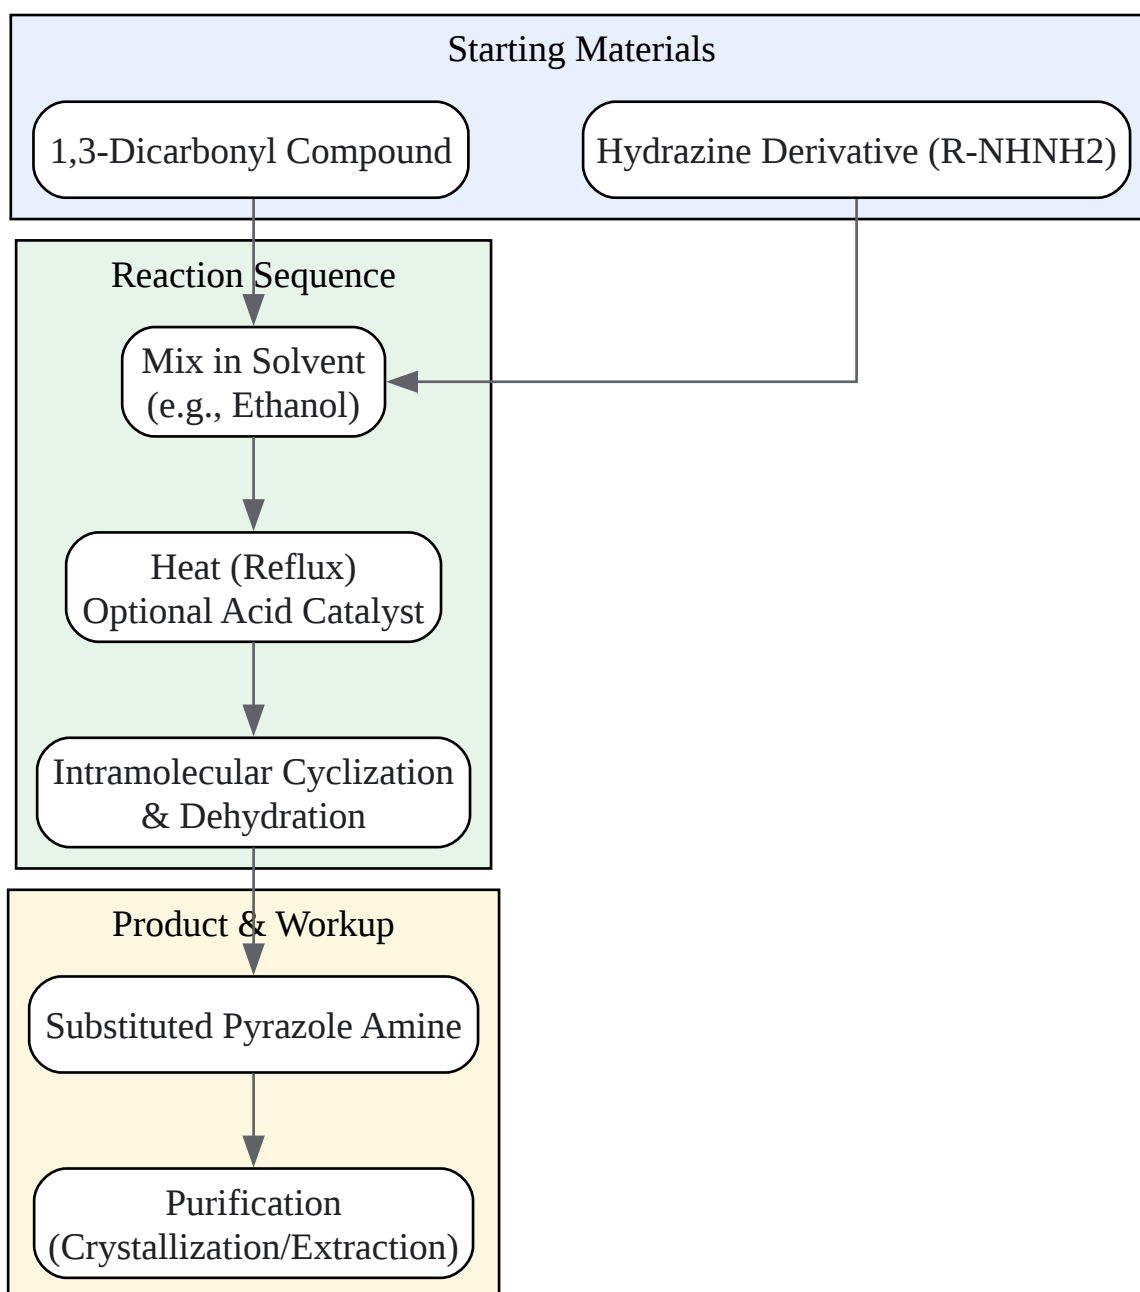 Starting Materials
1,3-Dicarbonyl Compound
Hydrazine Derivative (R-NHNH2)
Reaction Sequence
Mix in Solvent
(e.g., Ethanol)
Heat (Reflux)
Optional Acid Catalyst
Intramolecular Cyclization
& Dehydration
Product & Workup
Substituted Pyrazole Amine
Purification
(Crystallization/Extraction)